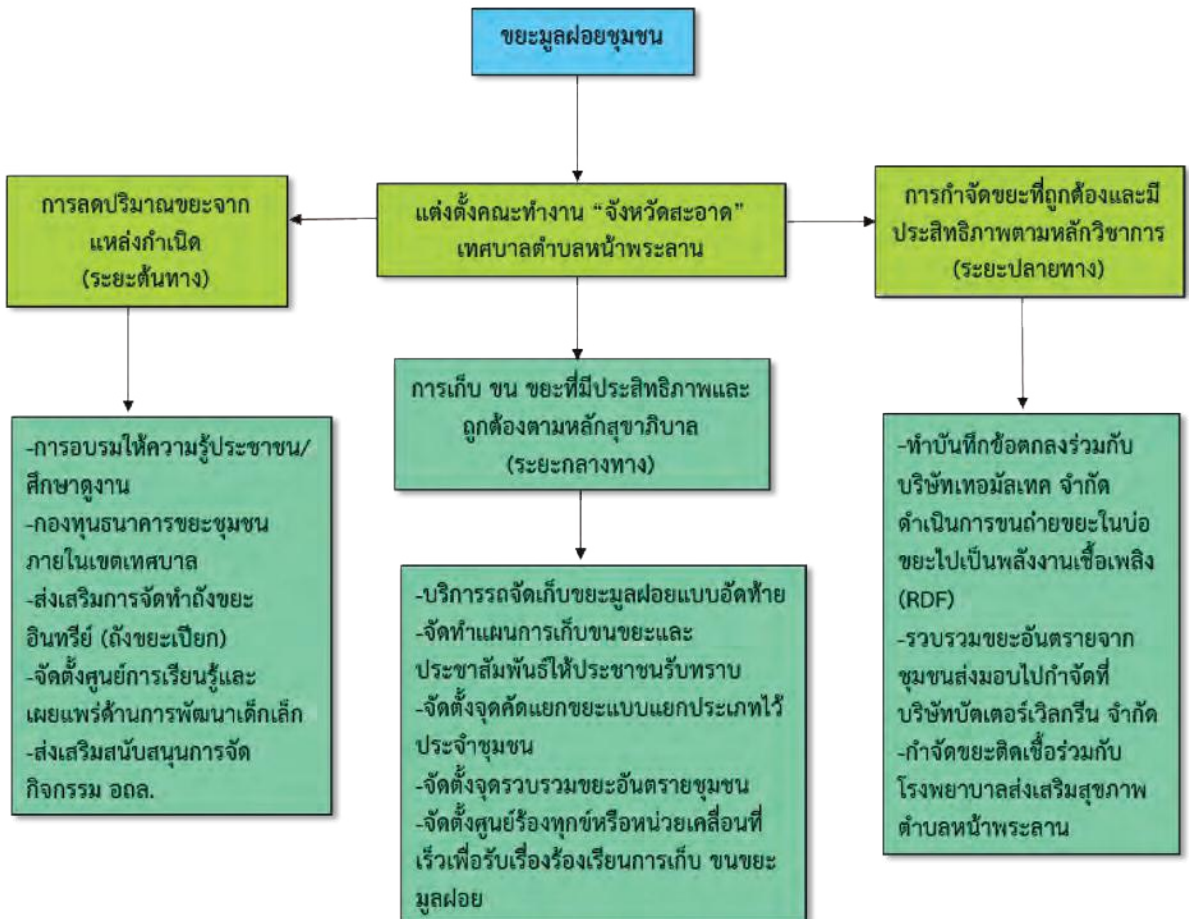 ขยะมูลฝอยชุมชน
การลดปริมาณขยะจาก
แหล่งกำเนิด
(ระยะต้นทาง)
แต่งตั้งคณะทำงาน “จังหวัดสะอาด”
เทศบาลตำบลหน้าพระลาน
การกำจัดขยะที่ถูกต้องและมี
ประสิทธิภาพตามหลักวิชาการ
(ระยะปลายทาง)
การเก็บ ขน ขยะที่มีประสิทธิภาพและ
ถูกต้องตามหลักสุขาภิบาล
(ระยะกลางทาง)
-การอบรมให้ความรู้ประชาชน/
ศึกษาดูงาน
-กองทุนธนาคารขยะชุมชน
ภายในเขตเทศบาล
-ส่งเสริมการจัดทำถังขยะ
อินทรีย์ (ถังขยะเปียก)
-จัดตั้งศูนย์การเรียนรู้และ
เผยแพร่ด้านการพัฒนาเด็กเล็ก
-ส่งเสริมสนับสนุนการจัด
กิจกรรม อถล.
-บริการรถจัดเก็บขยะมูลฝอยแบบอัดท้าย
-จัดทำแผนการเก็บขนขยะและ
ประชาสัมพันธ์ให้ประชาชนรับทราบ
-จัดตั้งจุดคัดแยกขยะแบบแยกประเภทไว้
ประจำชุมชน
-จัดตั้งจุดรวบรวมขยะอันตรายชุมชน
-จัดตั้งศูนย์ร้องทุกข์หรือหน่วยเคลื่อนที่
เร็วเพื่อรับเรื่องร้องเรียนการเก็บ ขนขยะ
มูลฝอย
-ทำบันทึกข้อตกลงร่วมกับ
บริษัทเทอมัลเทค จำกัด
ดำเนินการขนถ่ายขยะในบ่อ
ขยะไปเป็นพลังงานเชื้อเพลิง
(RDF)
-รวบรวมขยะอันตรายจาก
ชุมชนส่งมอบไปกำจัดที่
บริษัทบัตเตอร์เวิลกรีน จำกัด
-กำจัดขยะติดเชื้อร่วมกับ
โรงพยาบาลส่งเสริมสุขภาพ
ตำบลหน้าพระลาน